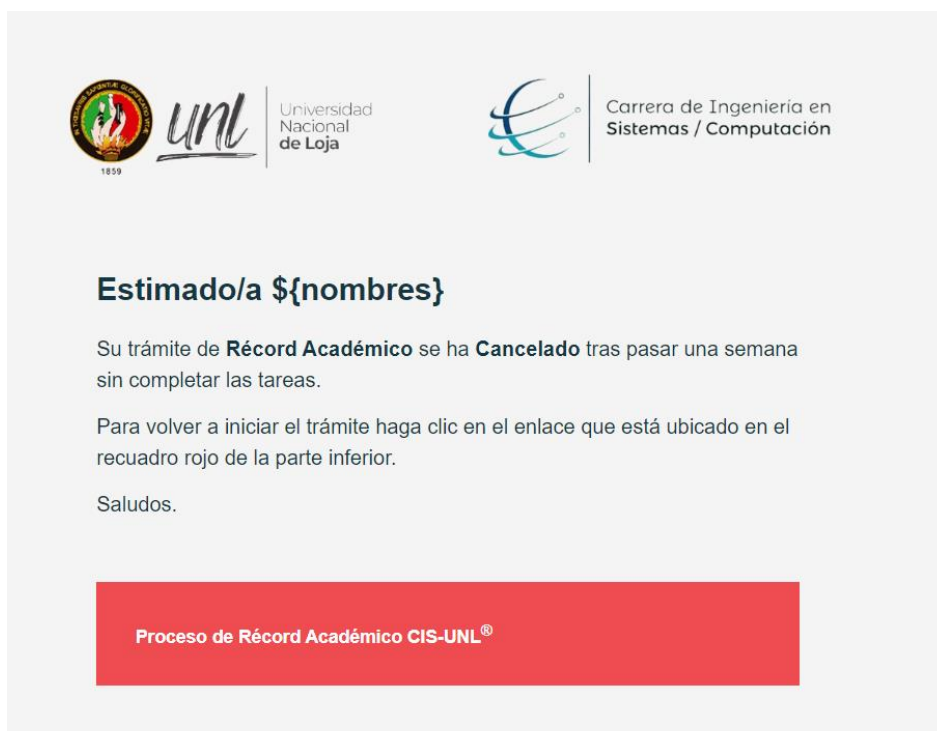 1859
unl
Universidad
Nacional
de Loja
Carrera de Ingeniería en
Sistemas / Computación
Estimado/a ${nombres}
Su trámite de Récord Académico se ha Cancelado tras pasar una semana
sin completar las tareas.
Para volver a iniciar el trámite haga clic en el enlace que está ubicado en el
recuadro rojo de la parte inferior.
Saludos.
Proceso de Récord Académico CIS-UNL®